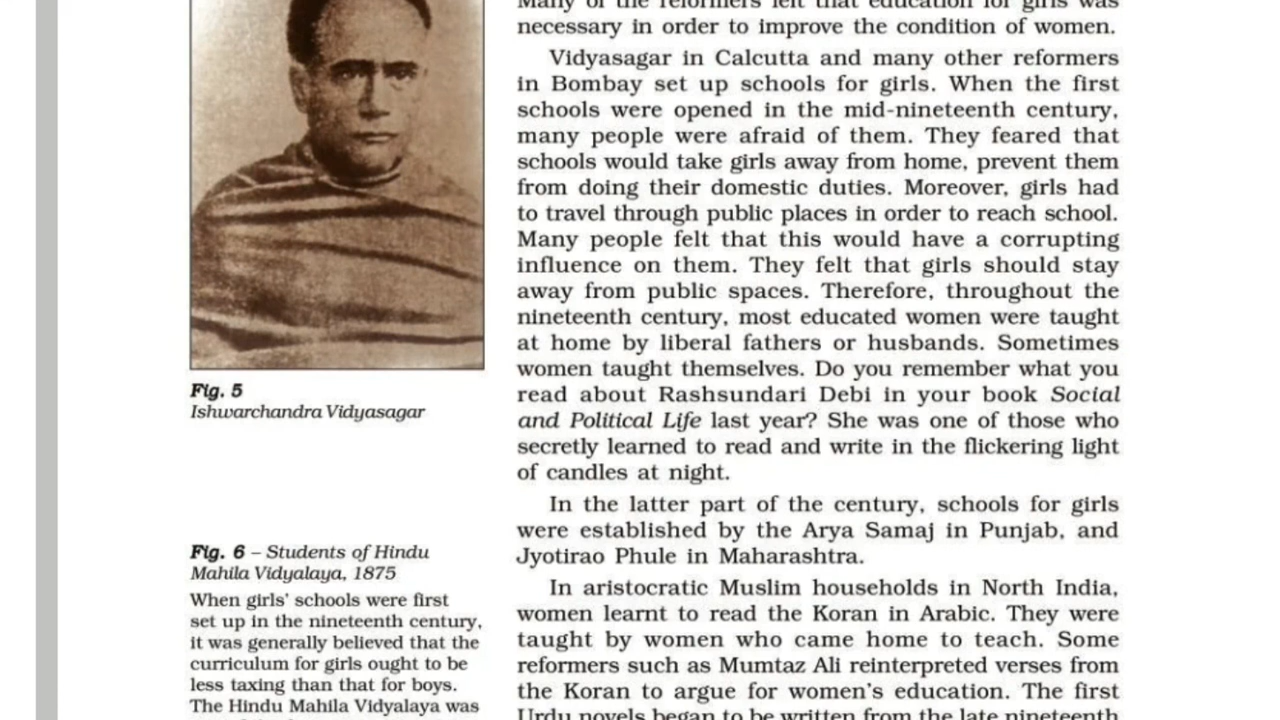 Fig. 5
Ishwarchandra Vidyasagar
Fig. 6 – Students of Hindu
Mahila Vidyalaya, 1875
When girls' schools were first
set up in the nineteenth century,
it was generally believed that the
curriculum for girls ought to be
less taxing than that for boys.
The Hindu Mahila Vidyalaya was
Many of the reformers felt that education for girls was
necessary in order to improve the condition of women.
Vidyasagar in Calcutta and many other reformers
in Bombay set up schools for girls. When the first
schools were opened in the mid-nineteenth century,
many people were afraid of them. They feared that
schools would take girls away from home, prevent them
from doing their domestic duties. Moreover, girls had
to travel through public places in order to reach school.
Many people felt that this would have a corrupting
influence on them. They felt that girls should stay
away from public spaces. Therefore, throughout the
nineteenth century, most educated women were taught
at home by liberal fathers or husbands. Sometimes
women taught themselves. Do you remember what you
read about Rashsundari Debi in your book Social
and Political Life last year? She was one of those who
secretly learned to read and write in the flickering light
of candles at night.
In the latter part of the century, schools for girls
were established by the Arya Samaj in Punjab, and
Jyotirao Phule in Maharashtra.
In aristocratic Muslim households in North India,
women learnt to read the Koran in Arabic. They were
taught by women who came home to teach. Some
reformers such as Mumtaz Ali reinterpreted verses from
the Koran to argue for women's education. The first
Urdu novels began to be written from the late nineteenth